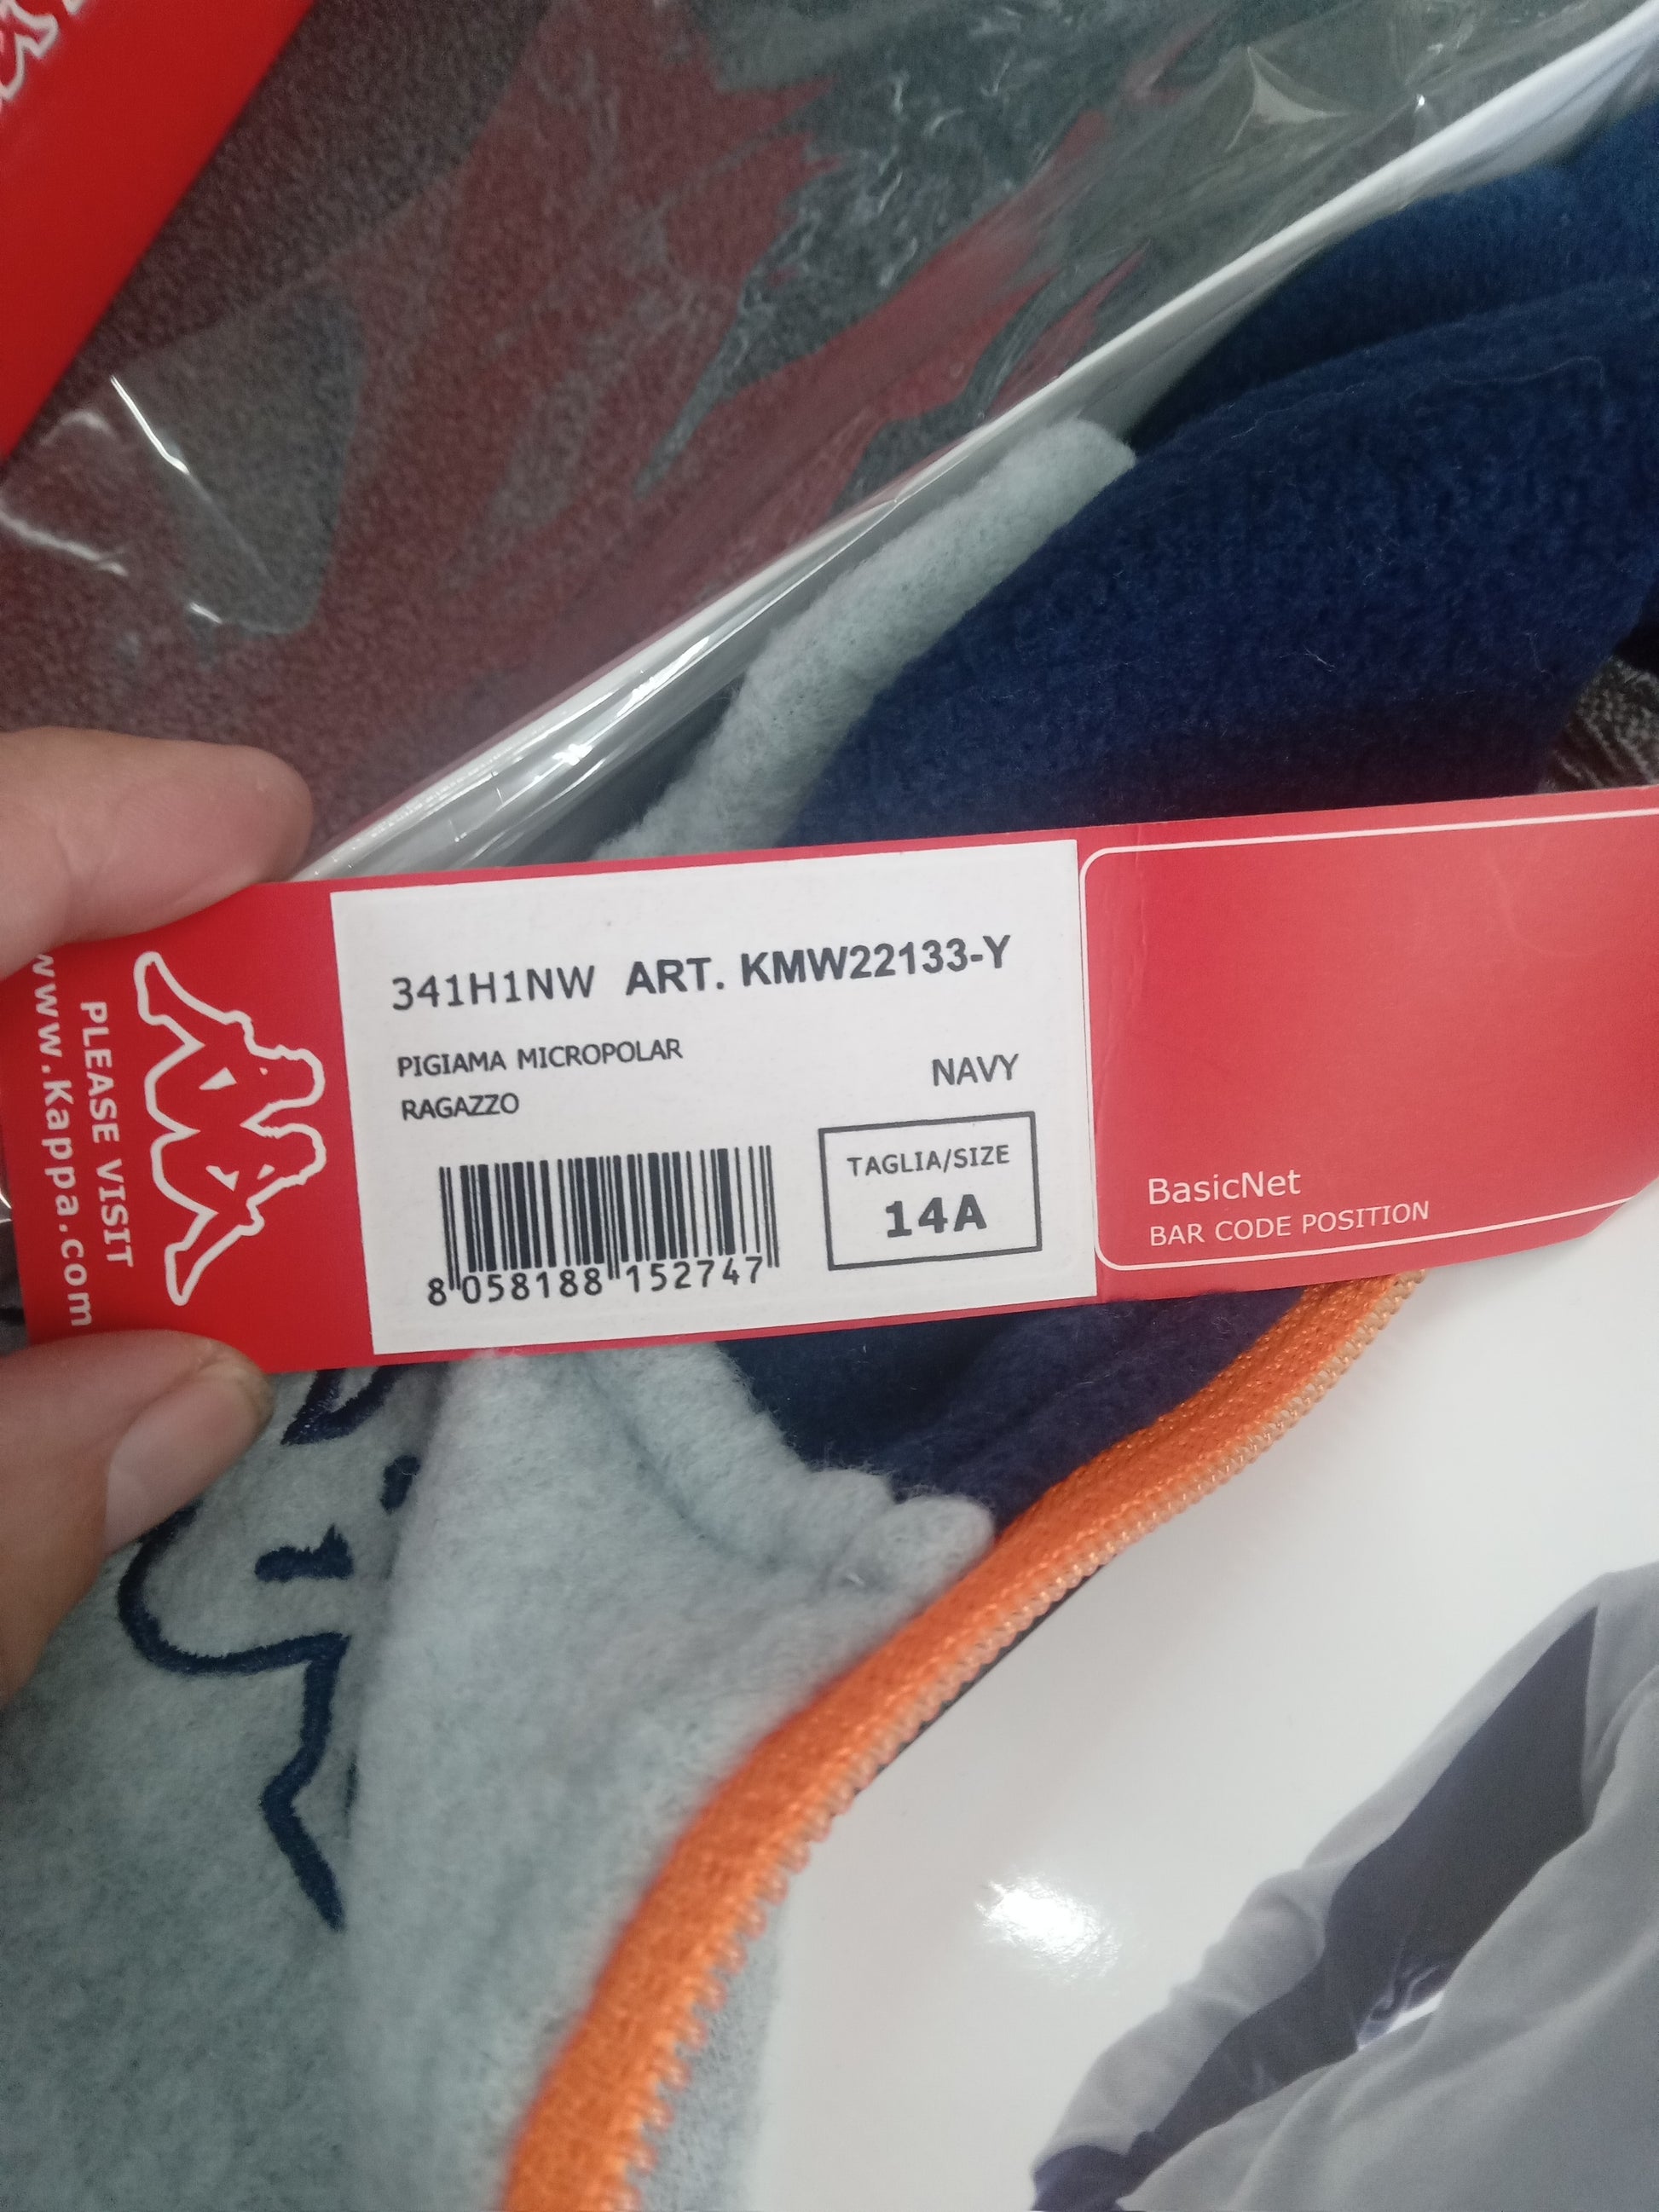 341H1NW ART. KMW22133-Y
PIGIAMA MICROPOLAR
RAGAZZO
NAVY
TAGLIA/SIZE
14A
8 058188 152747
PLEASE VISIT
www.Kappa.com
BasicNet
BAR CODE POSITION